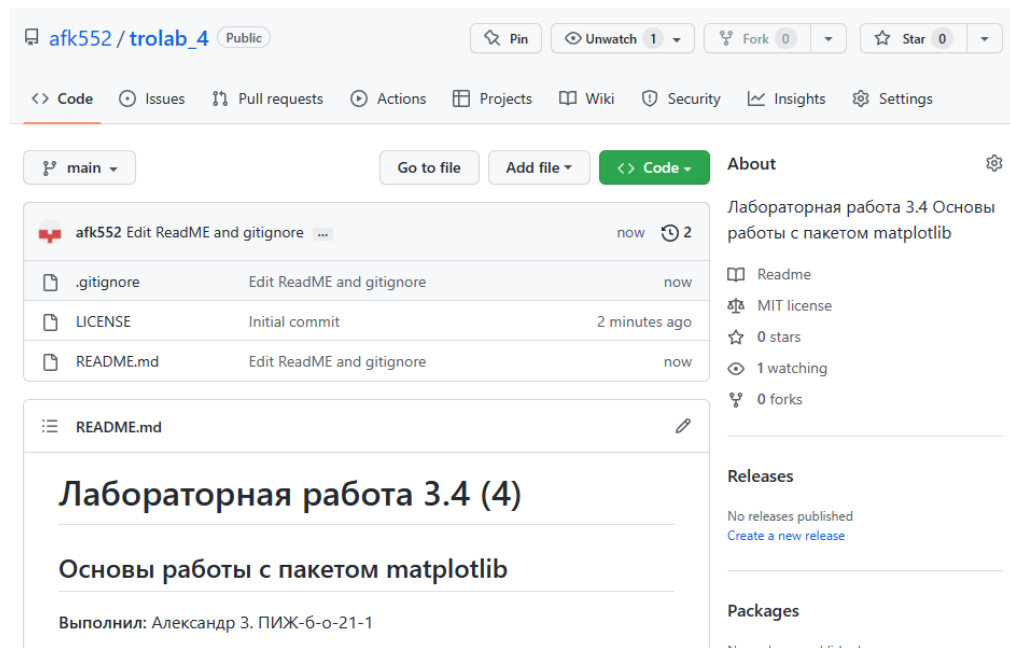 afk552 / trolab_4 Public
Pin
Unwatch 1
Fork 0
Star 0
Code
Issues
Pull requests
Actions
Projects
Wiki
Security
Insights
Settings
main
Go to file
Add file
Code
afk552 Edit ReadME and gitignore ... now 2
.gitignore Edit ReadME and gitignore now
LICENSE Initial commit 2 minutes ago
README.md Edit ReadME and gitignore now
README.md
Лабораторная работа 3.4 (4)
Основы работы с пакетом matplotlib
Выполнил: Александр З. ПИЖ-б-о-21-1
About
Лабораторная работа 3.4 Основы
работы с пакетом matplotlib
Readme
MIT license
0 stars
1 watching
0 forks
Releases
No releases published
Create a new release
Packages